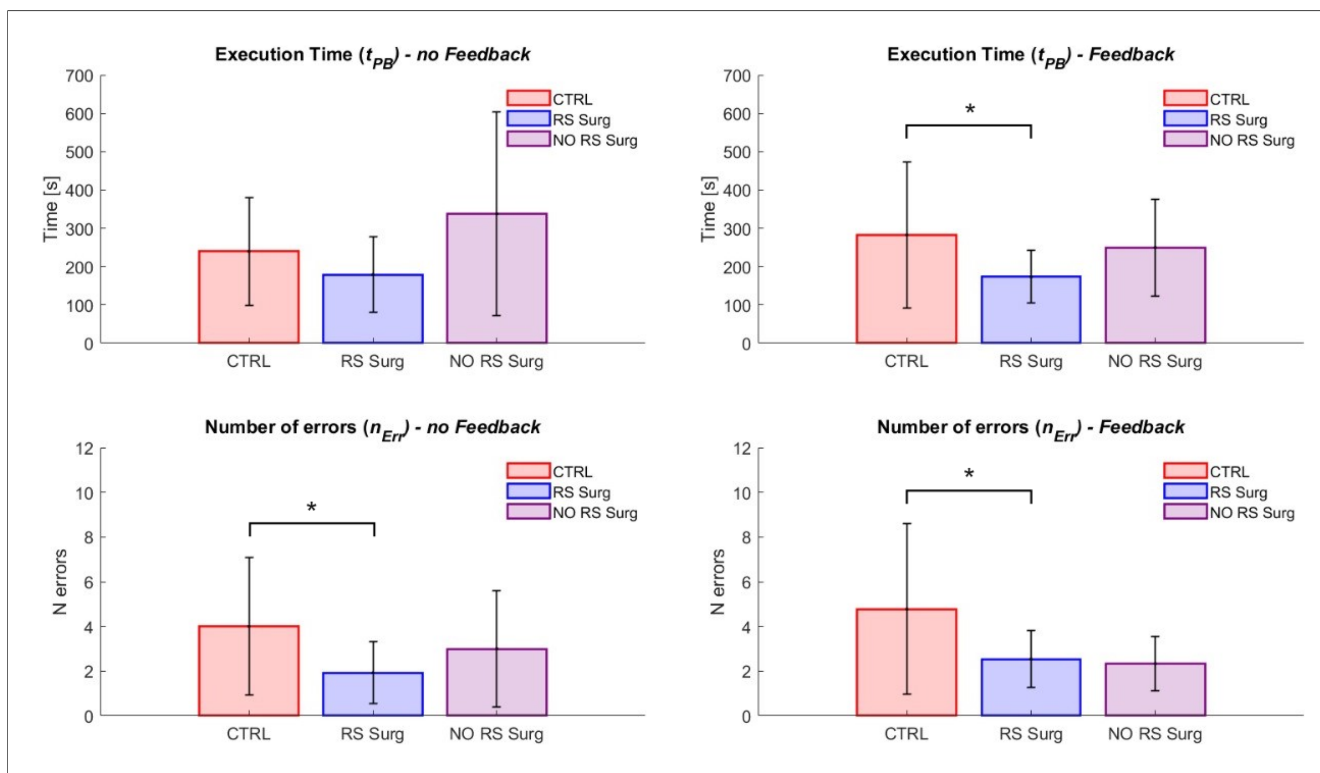 Execution Time (tPB) - no Feedback
700
600
500
400
300
200
100
0
Time [s]
CTRL
RS Surg
NO RS Surg
CTRL
RS Surg
NO RS Surg
Execution Time (tPB) - Feedback
700
600
500
400
300
200
100
0
Time [s]
*
CTRL
RS Surg
NO RS Surg
CTRL
RS Surg
NO RS Surg
Number of errors (nErr) - no Feedback
12
10
8
6
4
2
0
N errors
*
CTRL
RS Surg
NO RS Surg
CTRL
RS Surg
NO RS Surg
Number of errors (nErr) - Feedback
12
10
8
6
4
2
0
N errors
*
CTRL
RS Surg
NO RS Surg
CTRL
RS Surg
NO RS Surg